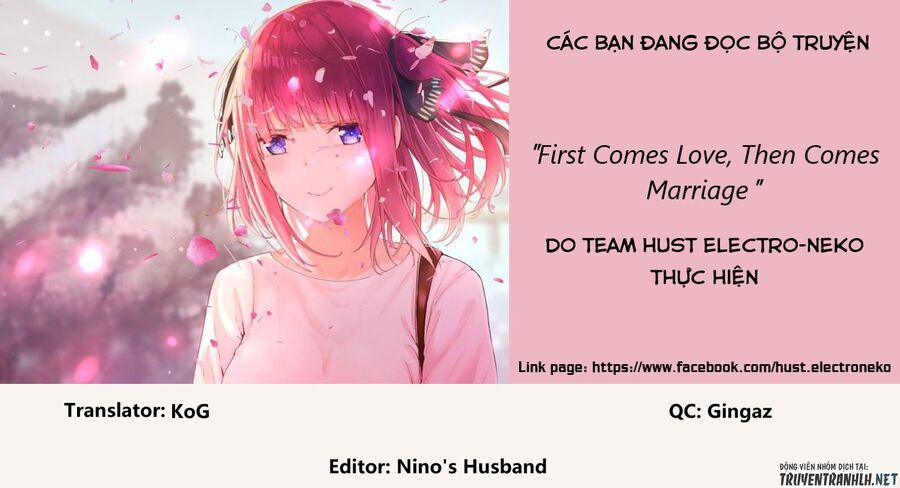 CÁC BẠN ĐANG ĐỌC BỘ TRUYỆN
"First Comes Love, Then Comes
Marriage"
DO TEAM HUST ELECTRO-NEKO
THỰC HIỆN
Link page: https://www.facebook.com/hust.electroneko
Translator: KoG
QC: Gingaz
Editor: Nino's Husband
ĐỘNG VIÊN NHÓM DỊCH TẠI:
TRUYENTRANHLH.NET